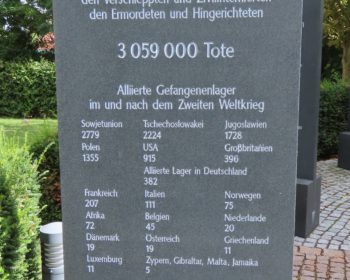 den Verschleppten und Zivilinternierten
den Ermordeten und Hingerichteten
3 059 000 Tote
Alliierte Gefangenenlager
im und nach dem Zweiten Weltkrieg
Sowjetunion Tschechoslowakei Jugoslawien
2779 2224 1728
Polen USA Großbritanien
1355 915 396
Alliierte Lager in Deutschland
382
Frankreich Italien Norwegen
207 111 75
Afrika Belgien Niederlande
72 45 20
Dänemark Österreich Griechenland
19 19 11
Luxemburg Zypern, Gibraltar, Malta, Jamaika
11 5